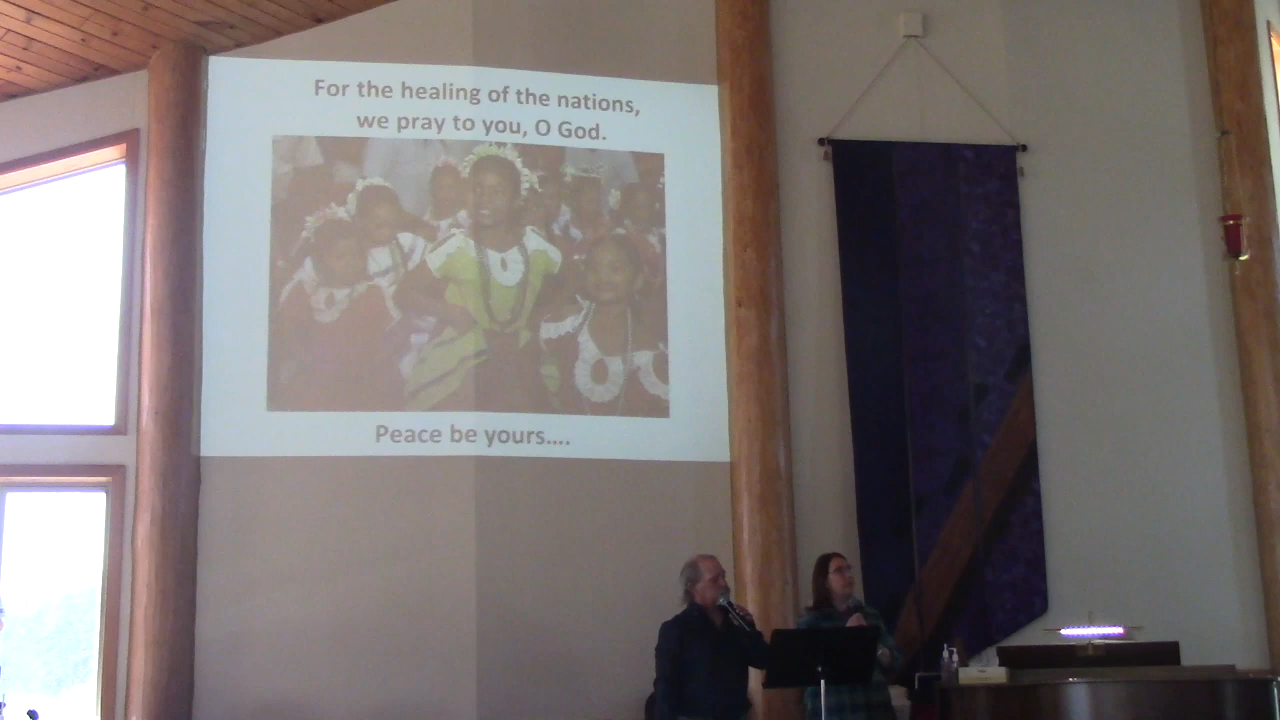 For the healing of the nations,
we pray to you, O God.
Peace be yours....